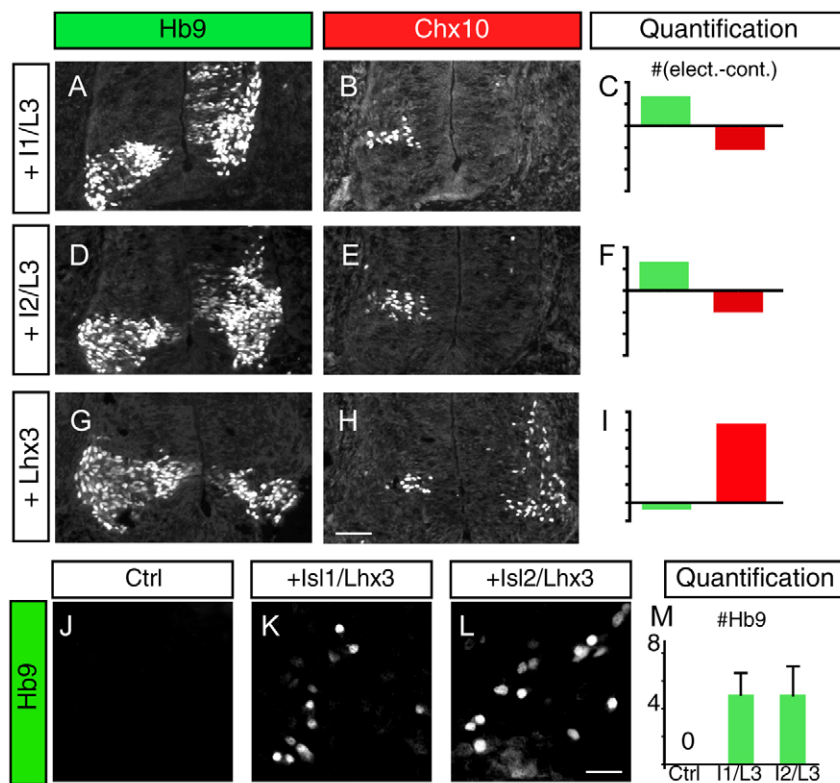 Hb9
Chx10
Quantification
+ I1/L3
A
B
C
#(elect.-cont.)
+ I2/L3
D
E
F
+ Lhx3
G
H
I
Ctrl
+Isl1/Lhx3
+Isl2/Lhx3
Quantification
Hb9
J
K
L
M
#Hb9
8
4
0
Ctrl
I1/L3
I2/L3